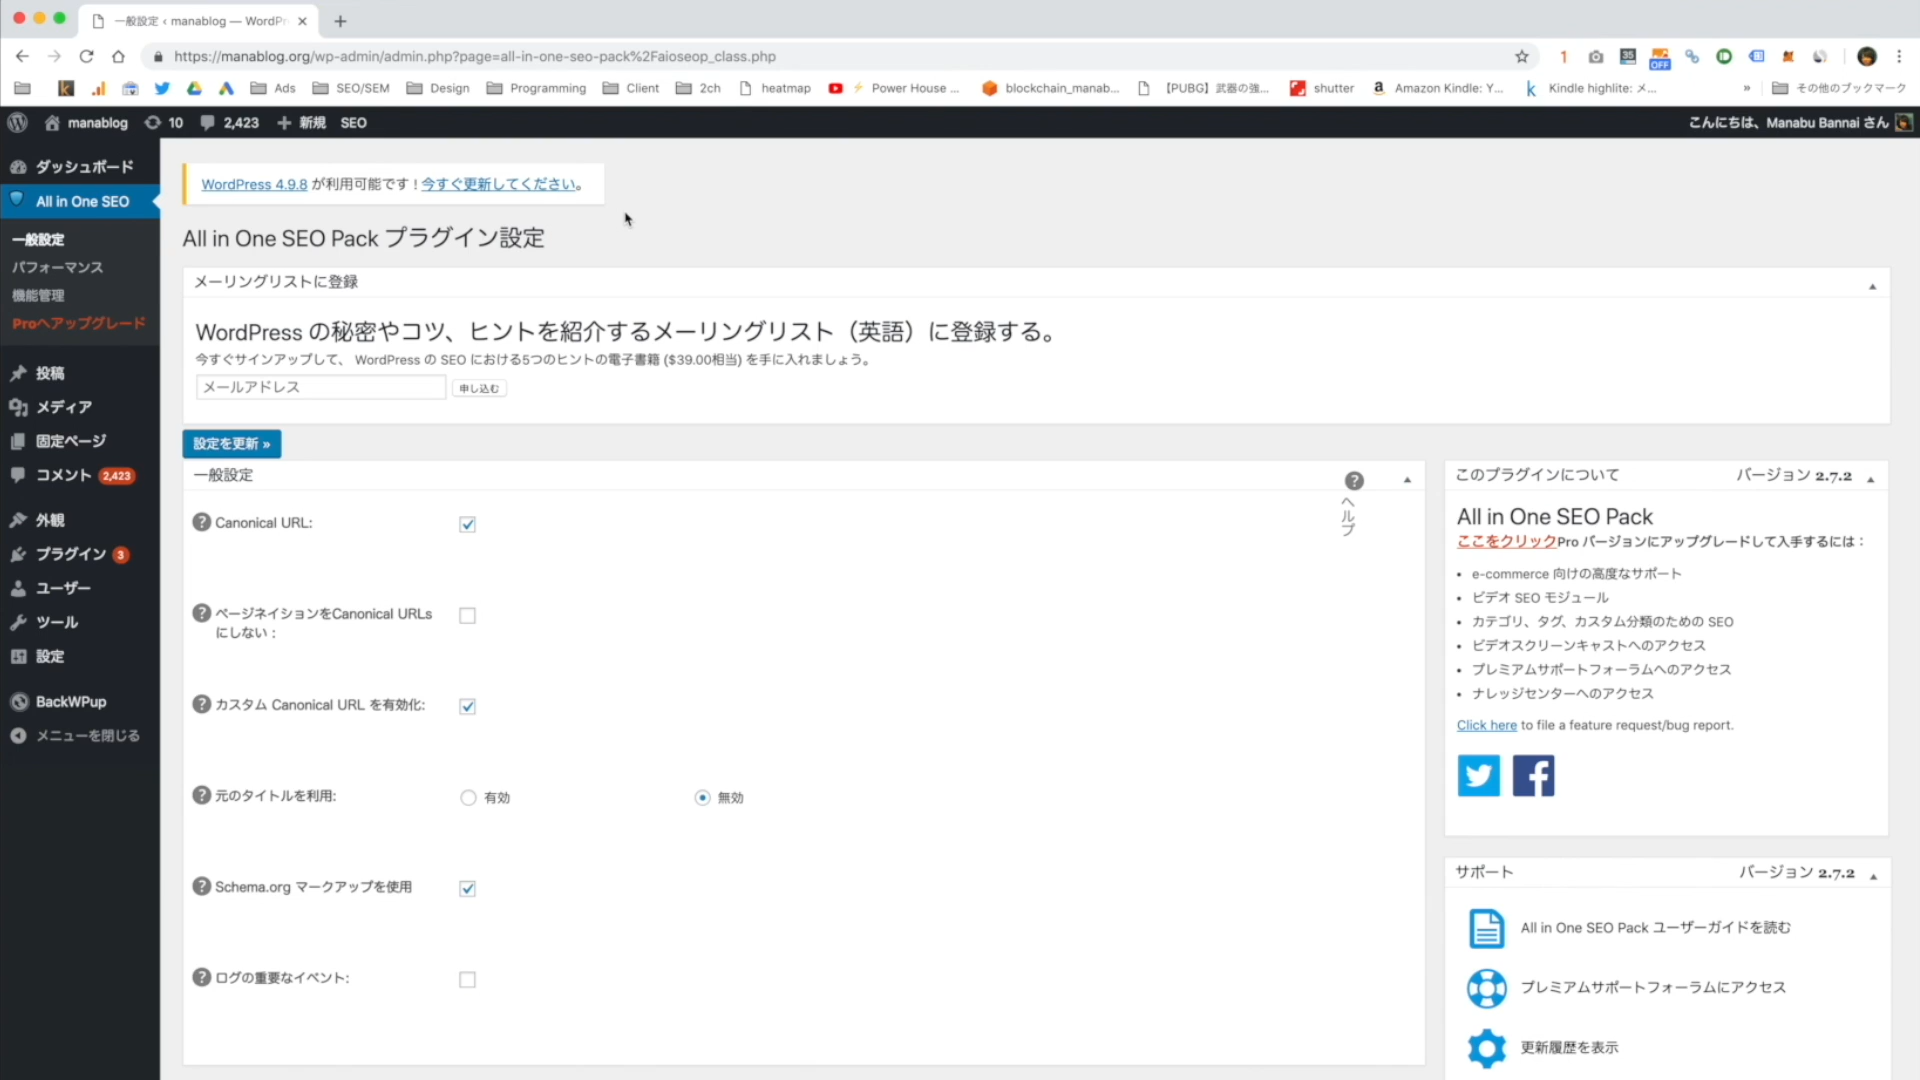 一般設定 ‹ manablog — WordPr
https://manablog.org/wp-admin/admin.php?page=all-in-one-seo-pack%2Faioseop_class.php
1
35
OFF
Ads SEO/SEM Design Programming Client 2ch heatmap Power House ... blockchain_manab... 【PUBG】武器の強... shutter Amazon Kindle: Y... Kindle highlite: メ... » その他のブックマーク
manablog 10 2,423 新規 SEO こんにちは、Manabu Bannai さん
ダッシュボード
All in One SEO
一般設定
パフォーマンス
機能管理
Proへアップグレード
投稿
メディア
固定ページ
コメント 2,423
外観
プラグイン 3
ユーザー
ツール
設定
BackWPup
メニューを閉じる
WordPress 4.9.8 が利用可能です ! 今すぐ更新してください。
All in One SEO Pack プラグイン設定
メーリングリストに登録
WordPress の秘密やコツ、ヒントを紹介するメーリングリスト（英語）に登録する。
今すぐサインアップして、 WordPress の SEO における5つのヒントの電子書籍 ($39.00相当) を手に入れましょう。
メールアドレス 申し込む
設定を更新 »
一般設定
ヘルプ
Canonical URL:
ページネイションをCanonical URLs
にしない :
カスタム Canonical URL を有効化:
元のタイトルを利用: 有効 無効
Schema.org マークアップを使用
ログの重要なイベント:
このプラグインについて バージョン 2.7.2
All in One SEO Pack
ここをクリックPro バージョンにアップグレードして入手するには：
• e-commerce 向けの高度なサポート
• ビデオ SEO モジュール
• カテゴリ、タグ、カスタム分類のための SEO
• ビデオスクリーンキャストへのアクセス
• プレミアムサポートフォーラムへのアクセス
• ナレッジセンターへのアクセス
Click here to file a feature request/bug report.
サポート バージョン 2.7.2
All in One SEO Pack ユーザーガイドを読む
プレミアムサポートフォーラムにアクセス
更新履歴を表示